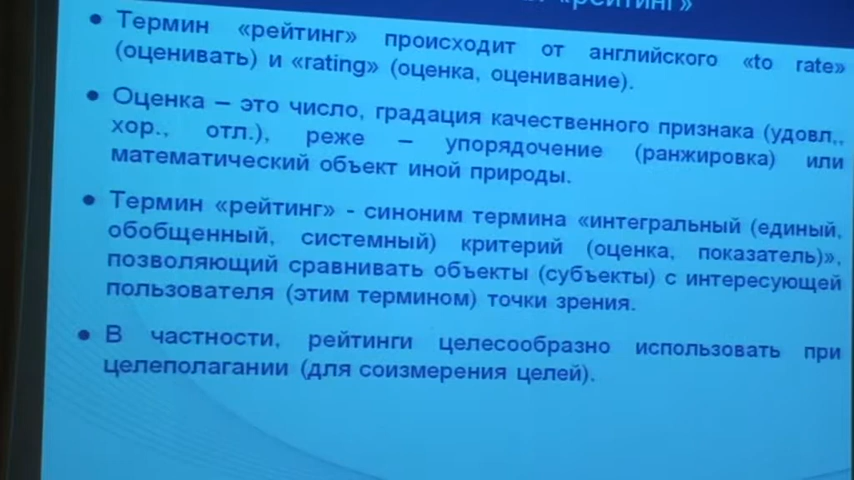 «рейтинг»
Термин «рейтинг» происходит от английского «to rate»
(оценивать) и «rating» (оценка, оценивание).
Оценка – это число, градация качественного признака (удовл,.
хор., отл.), реже – упорядочение (ранжировка) или
математический объект иной природы.
Термин «рейтинг» - синоним термина «интегральный (единый,
обобщенный, системный) критерий (оценка, показатель)»,
позволяющий сравнивать объекты (субъекты) с интересующей
пользователя (этим термином) точки зрения.
В частности, рейтинги целесообразно использовать при
целеполагании (для соизмерения целей).